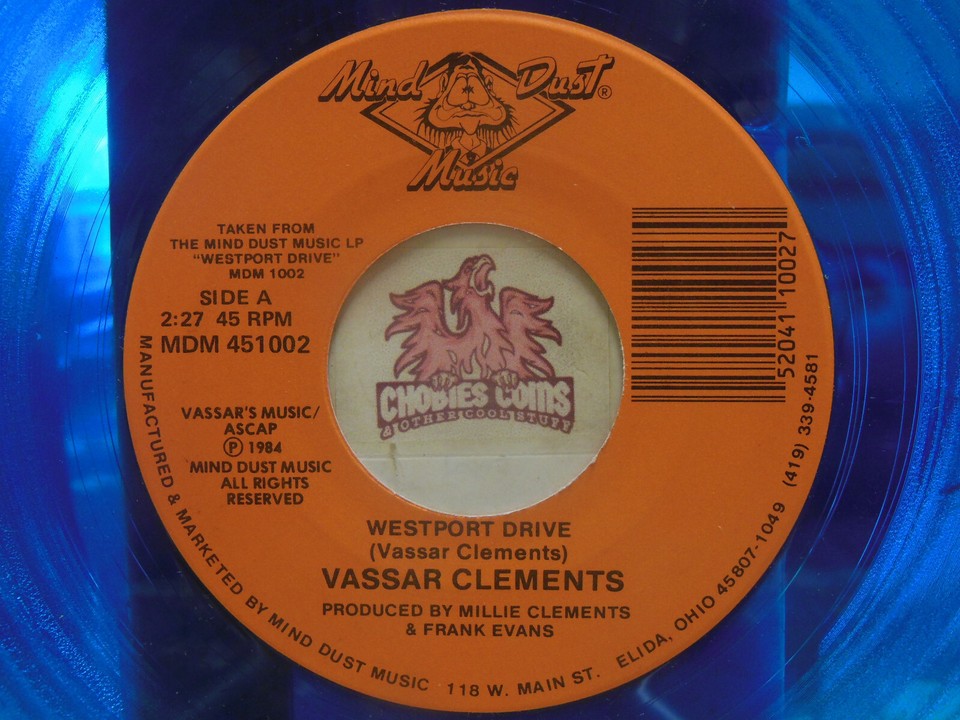 Mind Dust®
Music
TAKEN FROM
THE MIND DUST MUSIC LP
"WESTPORT DRIVE"
MDM 1002
SIDE A
2:27 45 RPM
MDM 451002
VASSAR'S MUSIC/
ASCAP
Ⓟ 1984
MIND DUST MUSIC
ALL RIGHTS
RESERVED
52041 10027
CHOBIES COINS
& OTHER COOL STUFF
WESTPORT DRIVE
(Vassar Clements)
VASSAR CLEMENTS
PRODUCED BY MILLIE CLEMENTS
& FRANK EVANS
MANUFACTURED & MARKETED BY MIND DUST MUSIC 118 W. MAIN ST. ELIDA, OHIO 45807-1049 (419) 339-4581